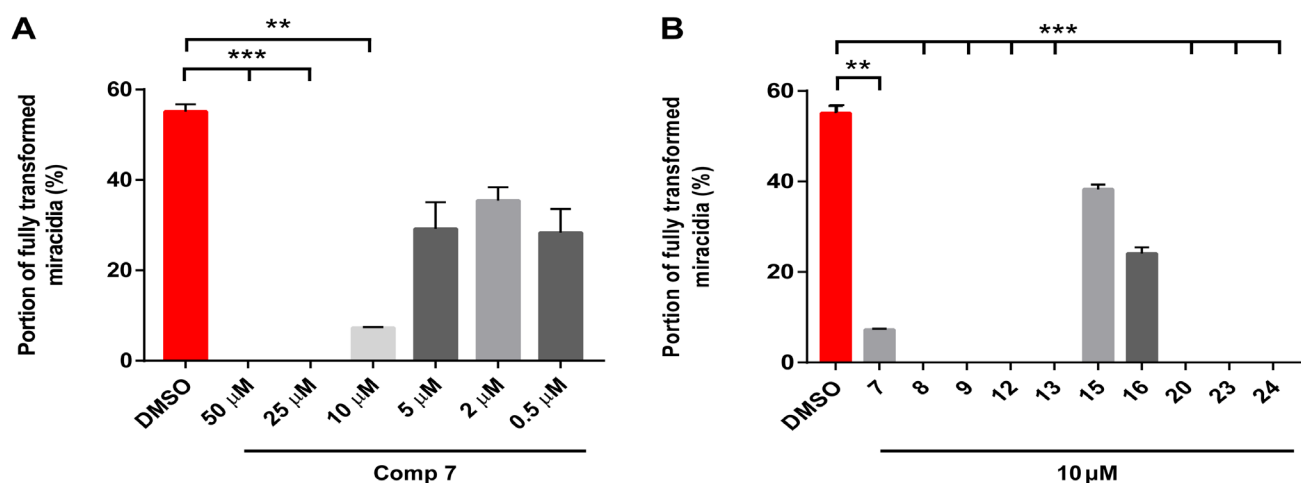 A
**
***
Portion of fully transformed
miracidia (%)
60
40
20
0
DMSO
50 μM
25 μM
10 μM
5 μM
2 μM
0.5 μM
Comp 7
B
***
**
Portion of fully transformed
miracidia (%)
60
40
20
0
DMSO
7
8
9
12
13
15
16
20
23
24
10 μM